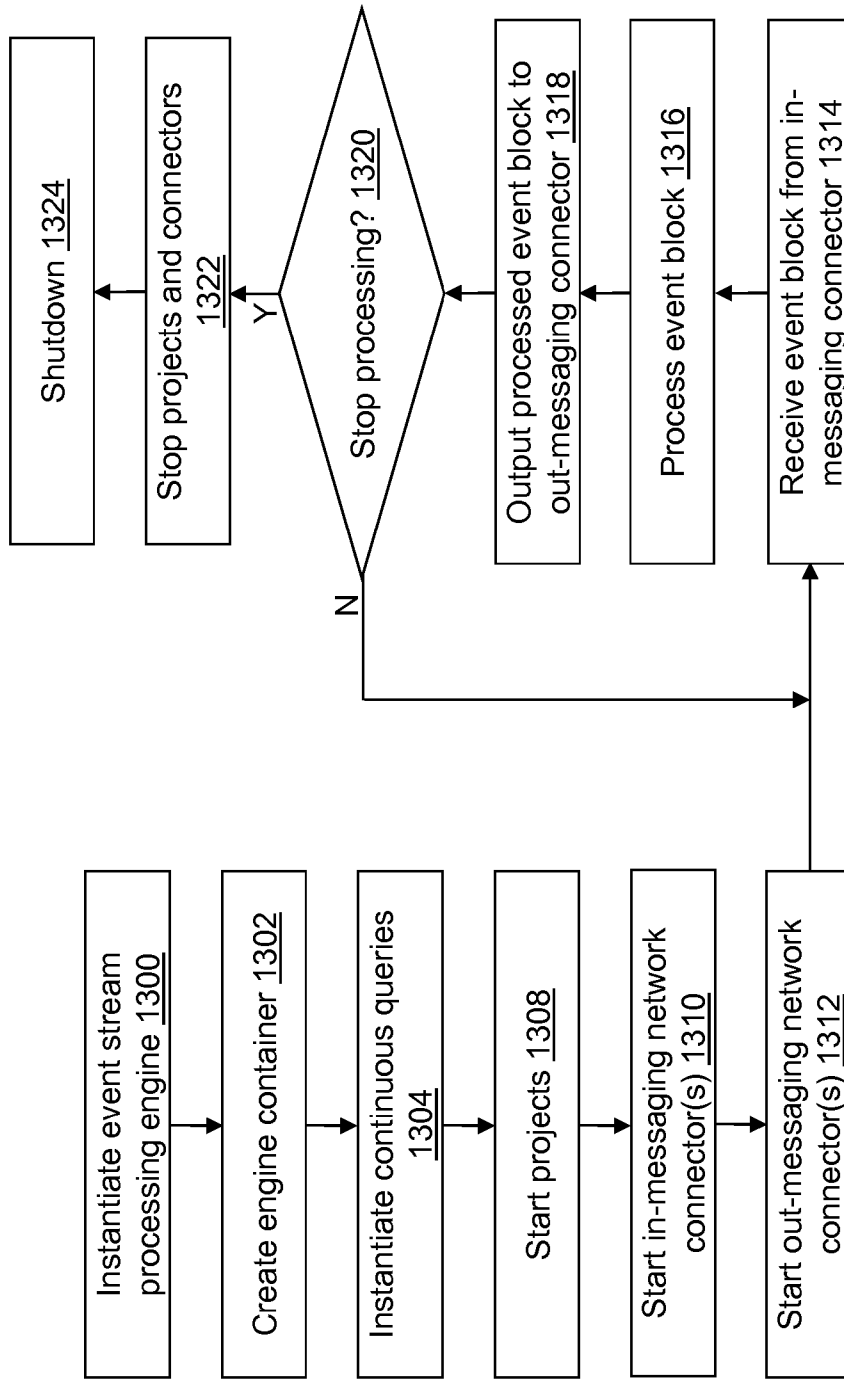 Instantiate event stream
processing engine 1300
Create engine container 1302
Instantiate continuous queries
1304
Start projects 1308
Start in-messaging network
connector(s) 1310
Start out-messaging network
connector(s) 1312
Receive event block from in-
messaging connector 1314
Process event block 1316
Output processed event block to
out-messaging connector 1318
Stop processing? 1320
N
Y
Stop projects and connectors
1322
Shutdown 1324